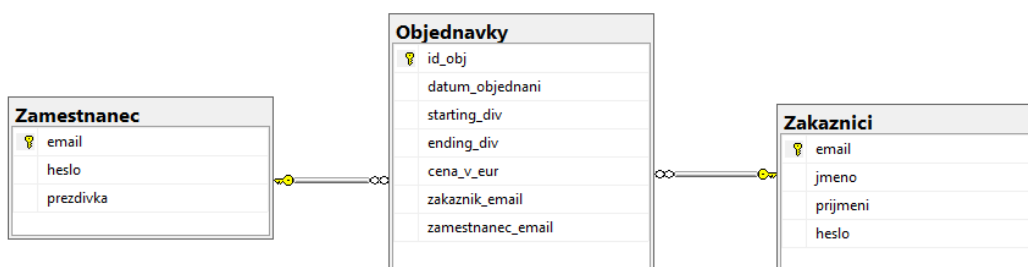 Zamestnanec
email
heslo
prezdivka
Objednavky
id_obj
datum_objednani
starting_div
ending_div
cena_v_eur
zakaznik_email
zamestnanec_email
Zakaznici
email
jmeno
prijmeni
heslo